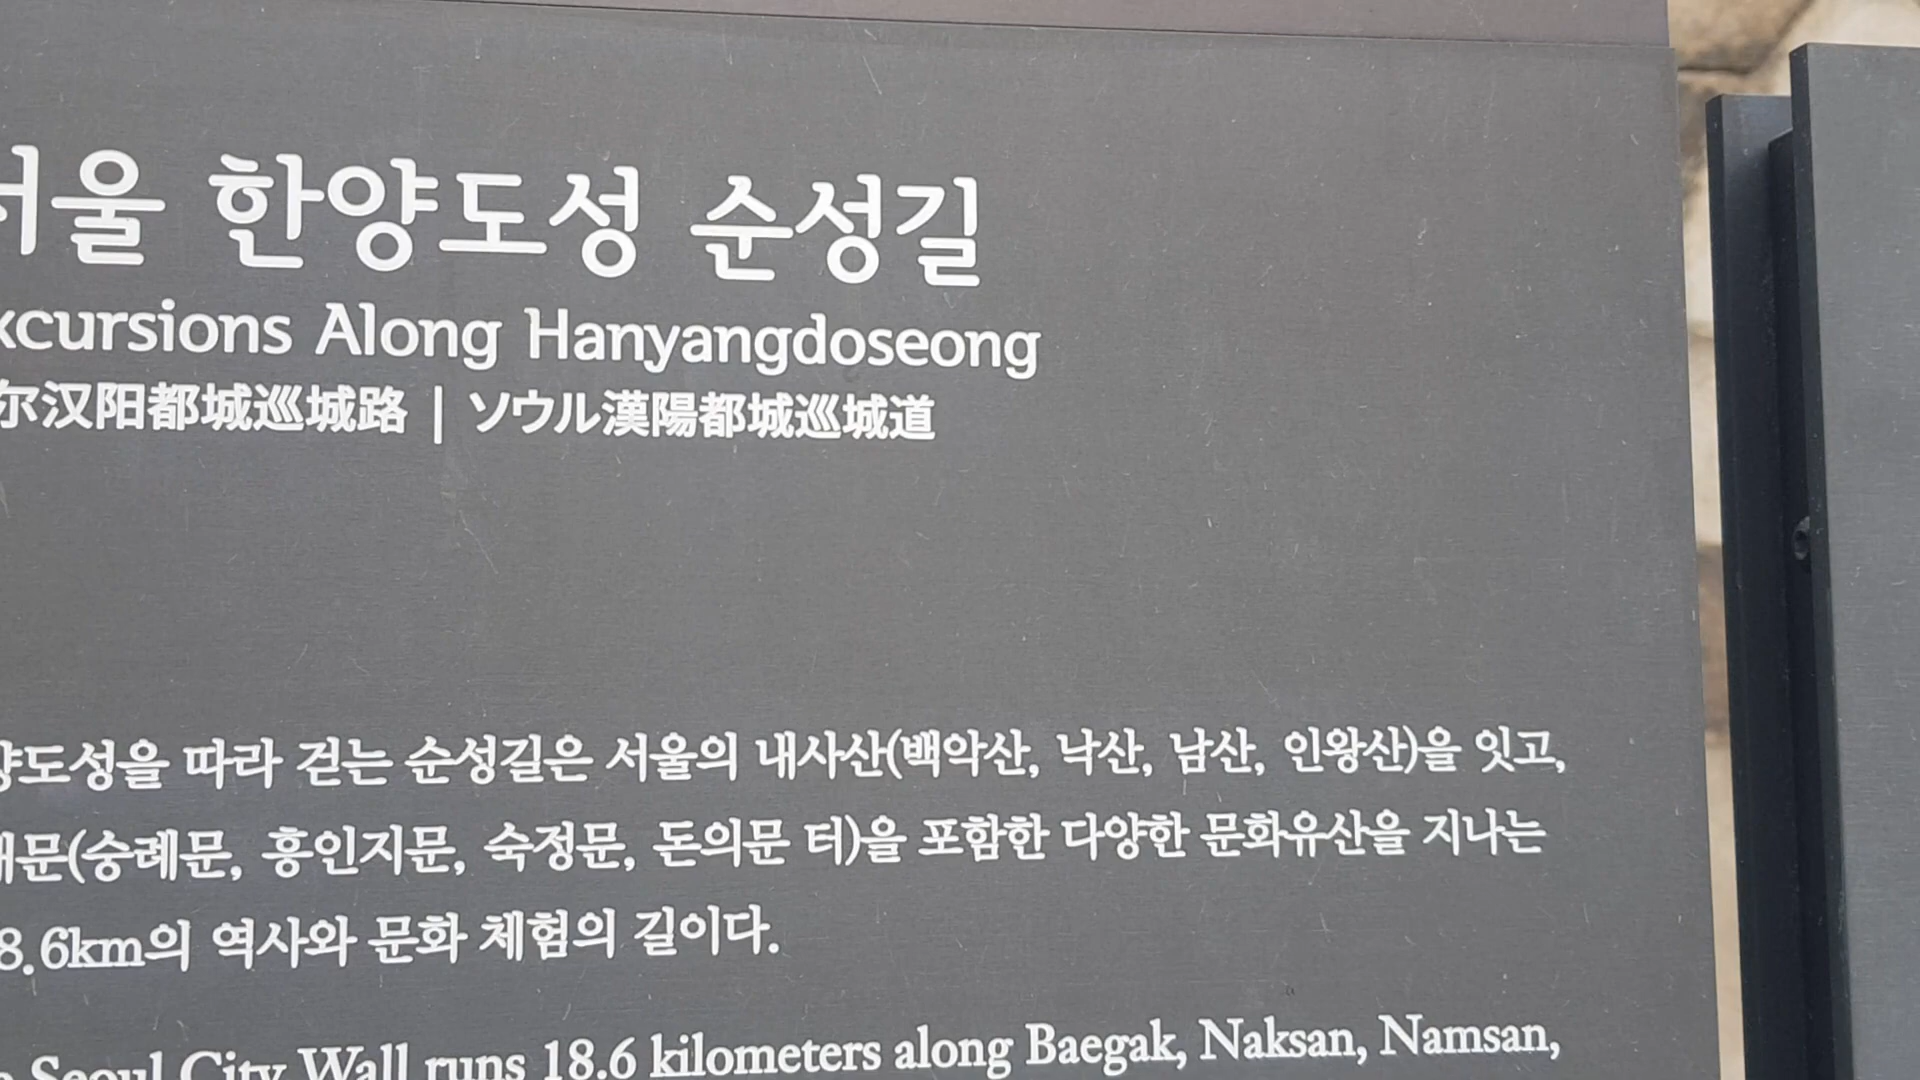 서울 한양도성 순성길
xcursions Along Hanyangdoseong
尔汉阳都城巡城路 | ソウル漢陽都城巡城道
양도성을 따라 걷는 순성길은 서울의 내사산(백악산, 낙산, 남산, 인왕산)을 잇고,
대문(숭례문, 흥인지문, 숙정문, 돈의문 터)을 포함한 다양한 문화유산을 지나는
8.6km의 역사와 문화 체험의 길이다.
Seoul City Wall runs 18.6 kilometers along Baegak, Naksan, Namsan,